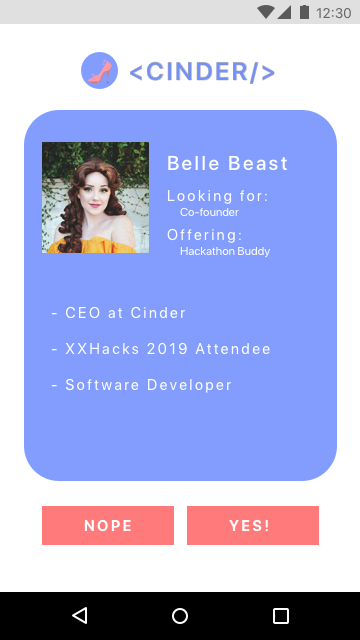 12:30
<CINDER/>
Belle Beast
Looking for:
Co-founder
Offering:
Hackathon Buddy
- CEO at Cinder
- XXHacks 2019 Attendee
- Software Developer
NOPE
YES!